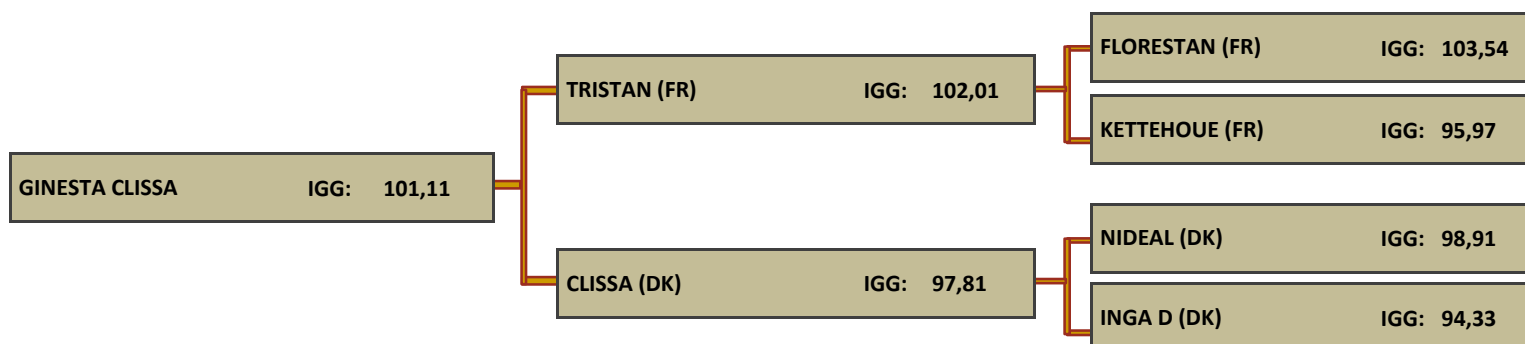 FLORESTAN (FR) IGG: 103,54
TRISTAN (FR) IGG: 102,01
KETTEHOUE (FR) IGG: 95,97
GINESTA CLISSA IGG: 101,11
NIDEAL (DK) IGG: 98,91
CLISSA (DK) IGG: 97,81
INGA D (DK) IGG: 94,33